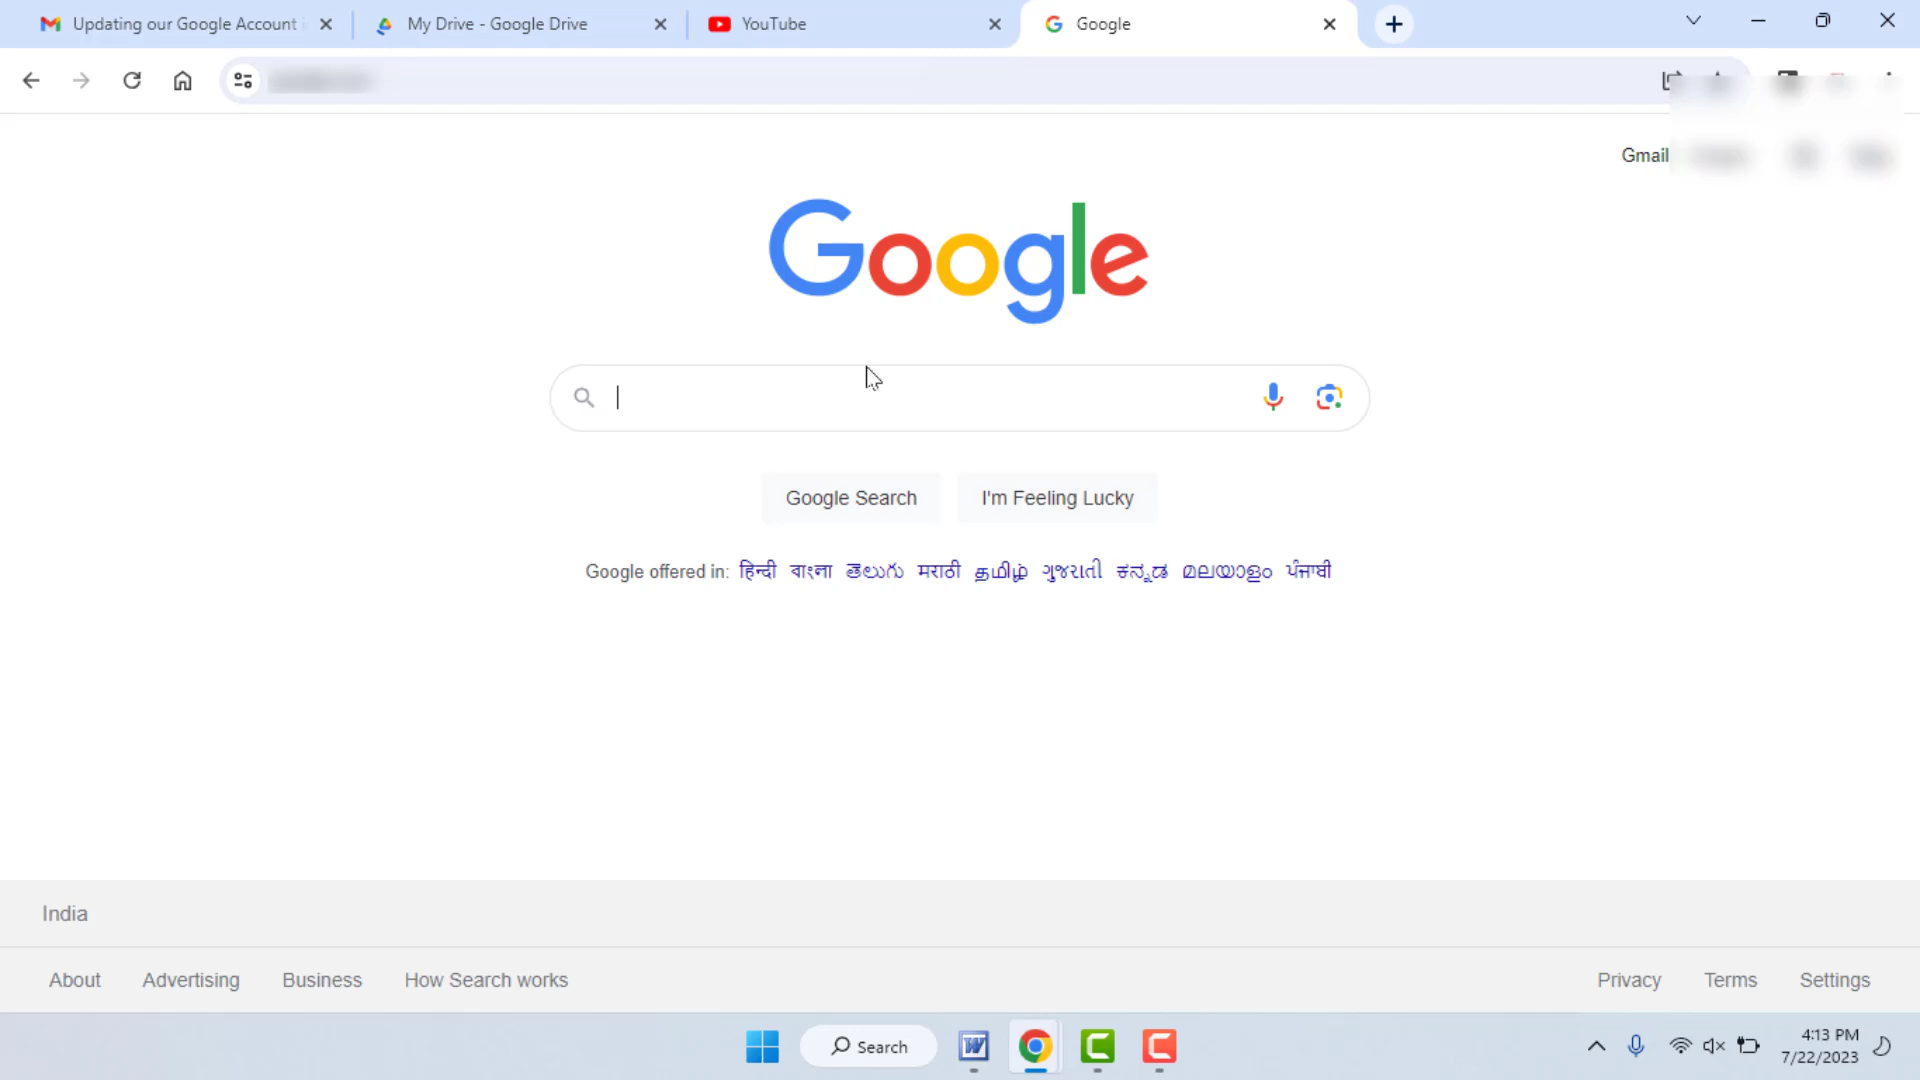 Updating our Google Account
My Drive - Google Drive
YouTube
Google
Gmail
Google
Google Search
I'm Feeling Lucky
Google offered in: हिन्दी বাংলা తెలుగు मराठी தமிழ் ગુજરાતી ಕನ್ನಡ മലയാളം ਪੰਜਾਬੀ
India
About Advertising Business How Search works
Privacy Terms Settings
Search
4:13 PM
7/22/2023